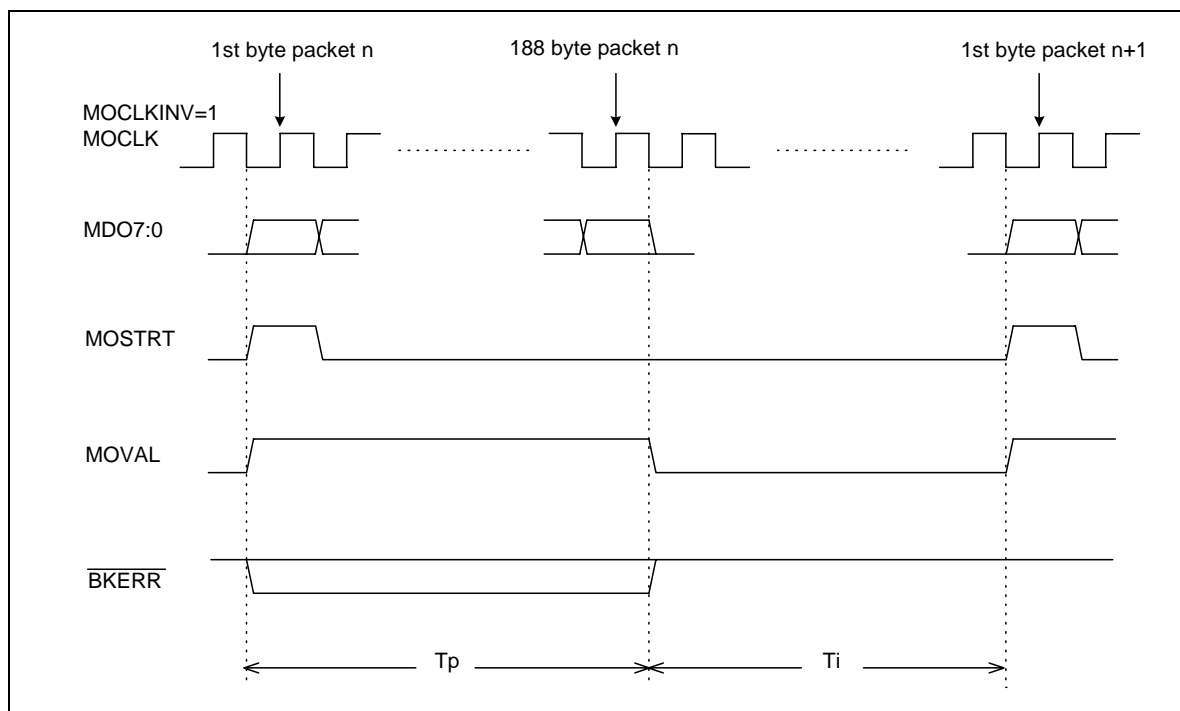 1st byte packet n
188 byte packet n
1st byte packet n+1
MOCLKINV=1
MOCLK
MDO7:0
MOSTRT
MOVAL
BKERR
Tp
Ti